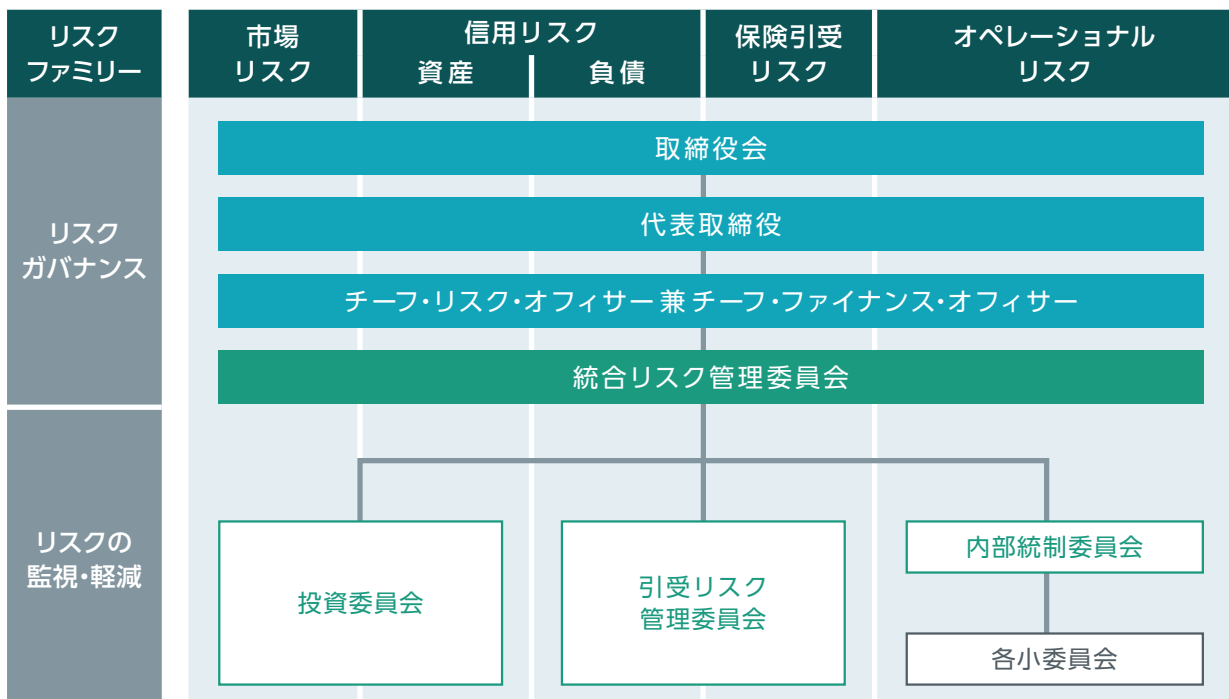 リスク
ファミリー
市場
リスク
信用リスク
資産
負債
保険引受
リスク
オペレーショナル
リスク
リスク
ガバナンス
取締役会
代表取締役
チーフ・リスク・オフィサー 兼 チーフ・ファイナンス・オフィサー
統合リスク管理委員会
リスクの
監視・軽減
投資委員会
引受リスク
管理委員会
内部統制委員会
各小委員会